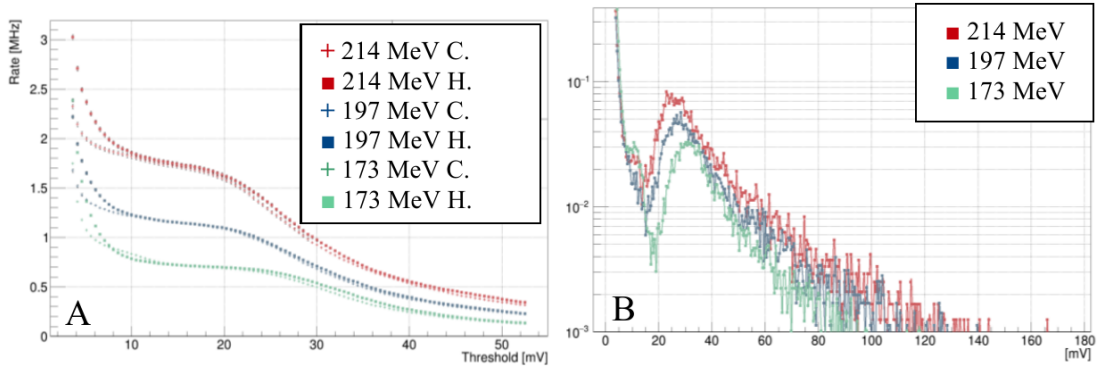 Rate [MHz]
3
2.5
2
1.5
1
0.5
0
0 10 20 30 40 50
Threshold [mV]
+ 214 MeV C.
■ 214 MeV H.
+ 197 MeV C.
■ 197 MeV H.
+ 173 MeV C.
■ 173 MeV H.
A
10⁻¹
10⁻²
10⁻³
0 20 40 60 80 100 120 140 160 180
[mV]
■ 214 MeV
■ 197 MeV
■ 173 MeV
B